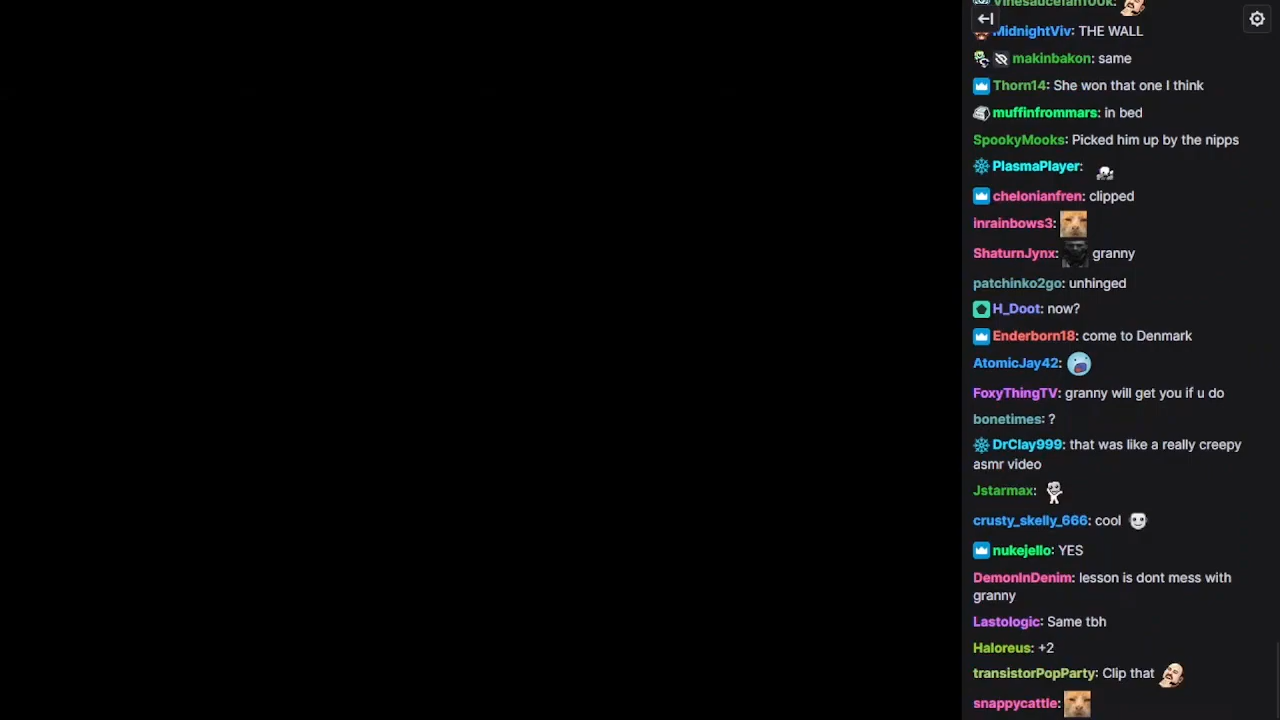 Vinesaucefan100k:
MidnightViv: THE WALL
makinbakon: same
Thorn14: She won that one I think
muffinfrommars: in bed
SpookyMooks: Picked him up by the nipps
PlasmaPlayer:
chelonianfren: clipped
inrainbows3:
ShaturnJynx: granny
patchinko2go: unhinged
H_Doot: now?
Enderborn18: come to Denmark
AtomicJay42:
FoxyThingTV: granny will get you if u do
bonetimes: ?
DrClay999: that was like a really creepy
asmr video
Jstarmax:
crusty_skelly_666: cool
nukejello: YES
DemonInDenim: lesson is dont mess with
granny
Lastologic: Same tbh
Haloreus: +2
transistorPopParty: Clip that
snappycattle: